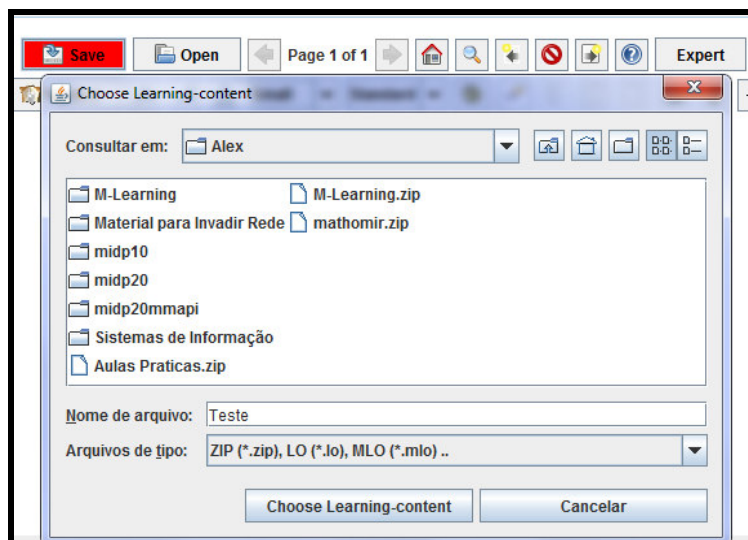 Save Open Page 1 of 1 Expert
Choose Learning-content
Consultar em: Alex
M-Learning
Material para Invadir Rede
midp10
midp20
midp20mmapi
Sistemas de Informação
Aulas Praticas.zip
M-Learning.zip
mathomir.zip
Nome de arquivo: Teste
Arquivos de tipo: ZIP (*.zip), LO (*.lo), MLO (*.mlo) ..
Choose Learning-content Cancelar